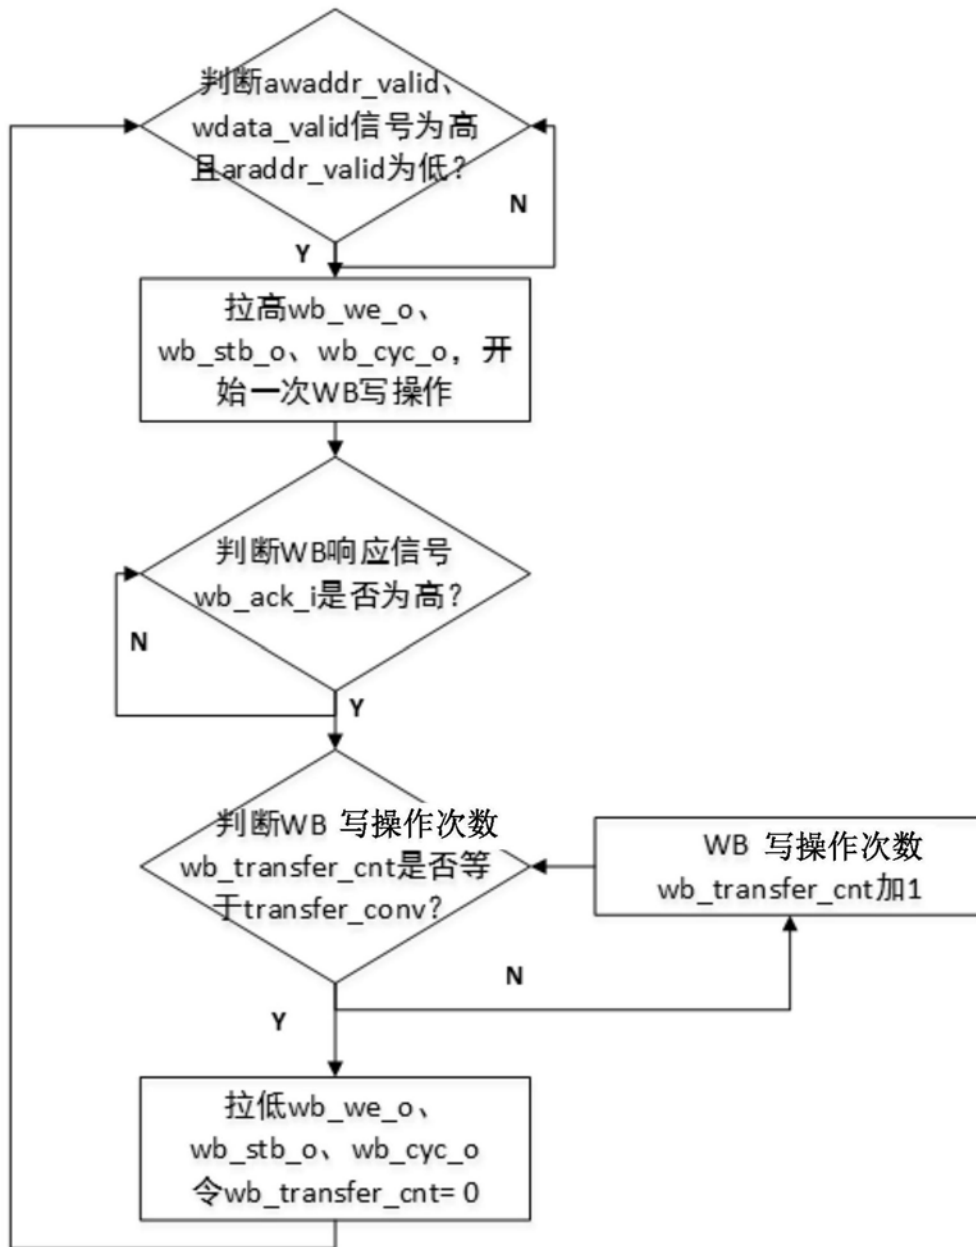 判断awaddr_valid、
wdata_valid信号为高
且araddr_valid为低？
N
Y
拉高wb_we_o、
wb_stb_o、wb_cyc_o，开
始一次WB写操作
判断WB响应信号
wb_ack_i是否为高？
N
Y
判断WB 写操作次数
wb_transfer_cnt是否等
于transfer_conv？
WB 写操作次数
wb_transfer_cnt加1
N
Y
拉低wb_we_o、
wb_stb_o、wb_cyc_o
令wb_transfer_cnt= 0